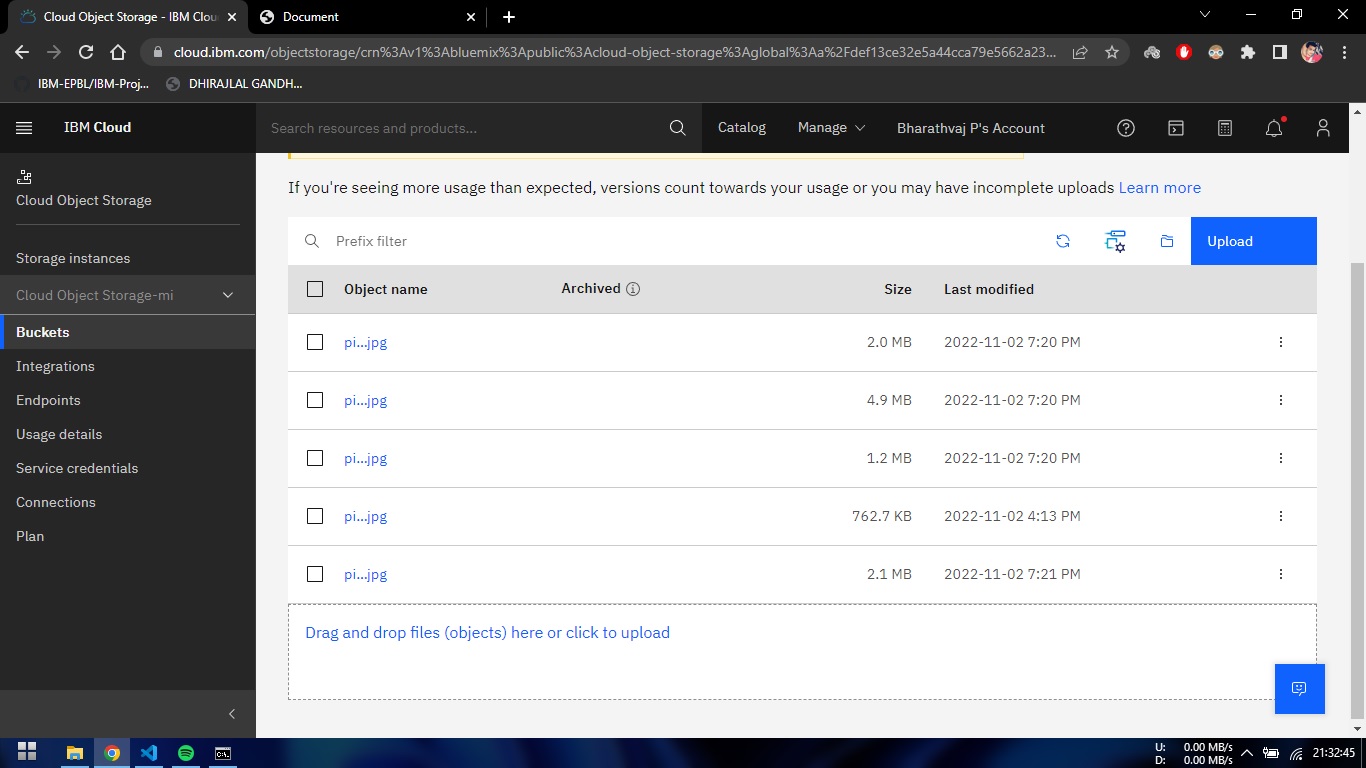 Cloud Object Storage - IBM Clou
Document
cloud.ibm.com/objectstorage/crn%3Av1%3Abluemix%3Apublic%3Acloud-object-storage%3Aglobal%3Aa%2Fdef13ce32e5a44cca79e5662a23...
IBM-EPBL/IBM-Proj...
DHIRAJLAL GANDH...
IBM Cloud
Search resources and products...
Catalog
Manage
Bharathvaj P's Account
Cloud Object Storage
Storage instances
Cloud Object Storage-mi
Buckets
Integrations
Endpoints
Usage details
Service credentials
Connections
Plan
If you're seeing more usage than expected, versions count towards your usage or you may have incomplete uploads Learn more
Prefix filter
Upload
Object name Archived Size Last modified
pi...jpg 2.0 MB 2022-11-02 7:20 PM
pi...jpg 4.9 MB 2022-11-02 7:20 PM
pi...jpg 1.2 MB 2022-11-02 7:20 PM
pi...jpg 762.7 KB 2022-11-02 4:13 PM
pi...jpg 2.1 MB 2022-11-02 7:21 PM
Drag and drop files (objects) here or click to upload
U: 0.00 MB/s
D: 0.00 MB/s
21:32:45